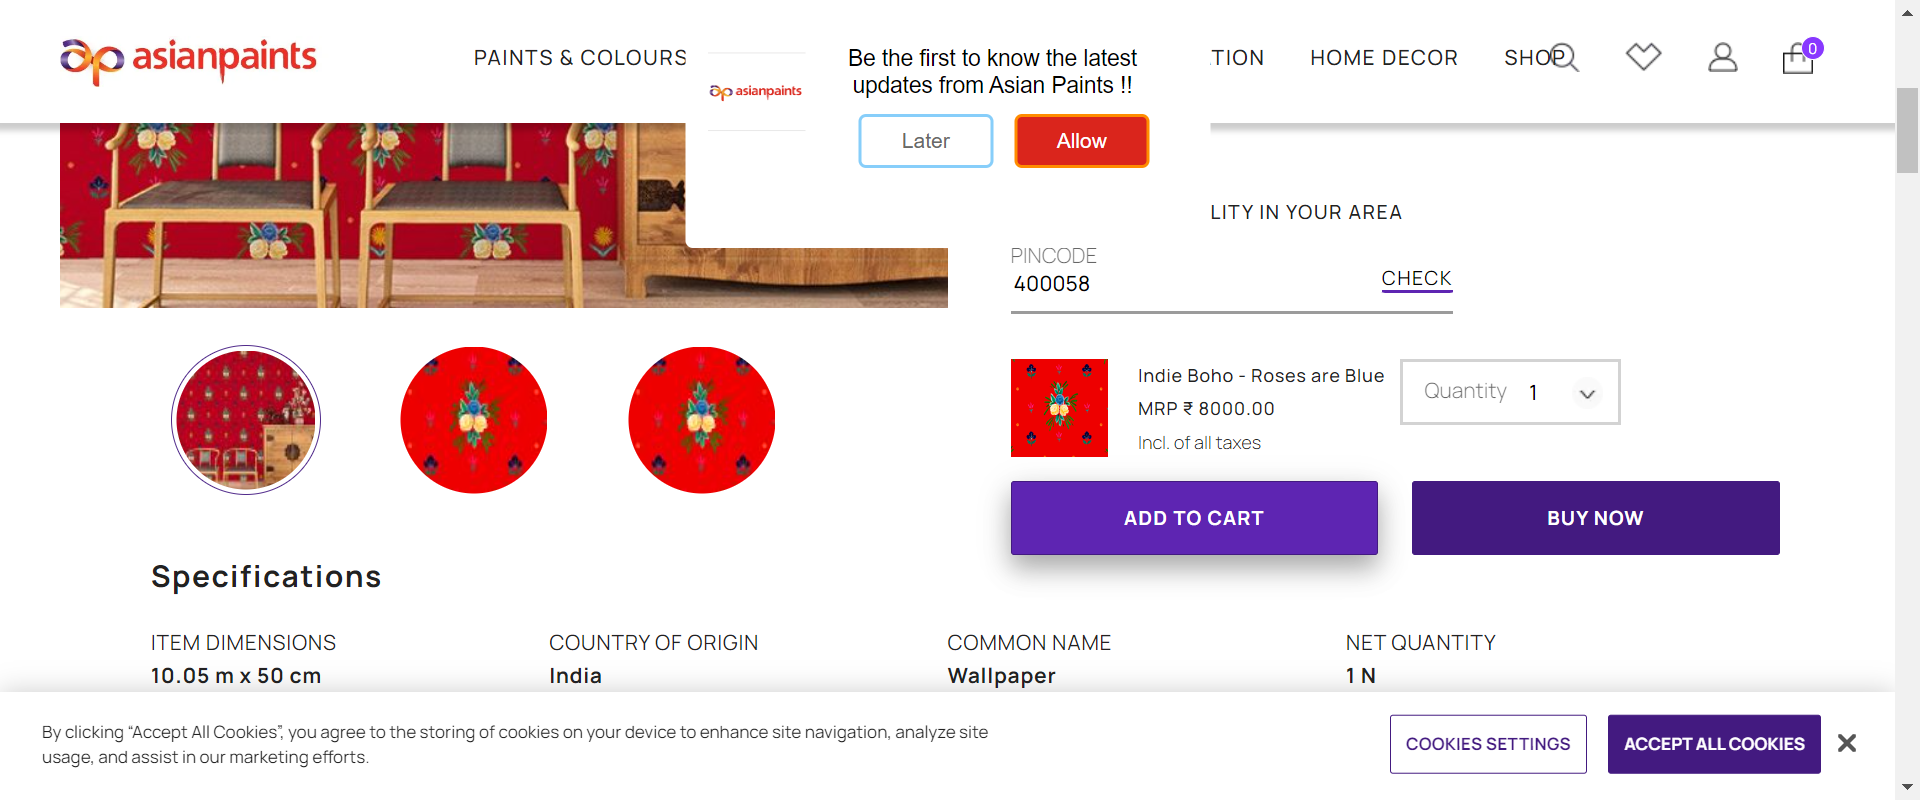 asianpaints
PAINTS & COLOURS
TION
HOME DECOR
SHOP
0
asianpaints
Be the first to know the latest
updates from Asian Paints !!
Later
Allow
LITY IN YOUR AREA
PINCODE
400058
CHECK
Indie Boho - Roses are Blue
MRP ₹ 8000.00
Incl. of all taxes
Quantity 1
ADD TO CART
BUY NOW
Specifications
ITEM DIMENSIONS
10.05 m x 50 cm
COUNTRY OF ORIGIN
India
COMMON NAME
Wallpaper
NET QUANTITY
1 N
By clicking “Accept All Cookies”, you agree to the storing of cookies on your device to enhance site navigation, analyze site
usage, and assist in our marketing efforts.
COOKIES SETTINGS
ACCEPT ALL COOKIES